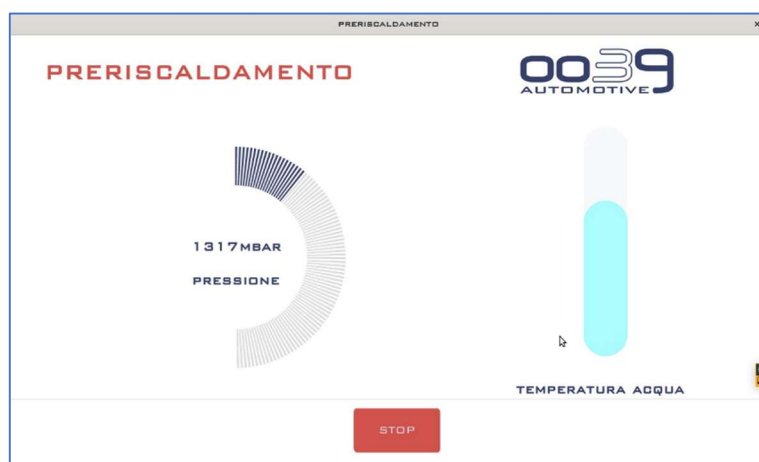 PRERISCALDAMENTO
PRERISCALDAMENTO
0039
AUTOMOTIVE
1317MBAR
PRESSIONE
TEMPERATURA ACQUA
STOP